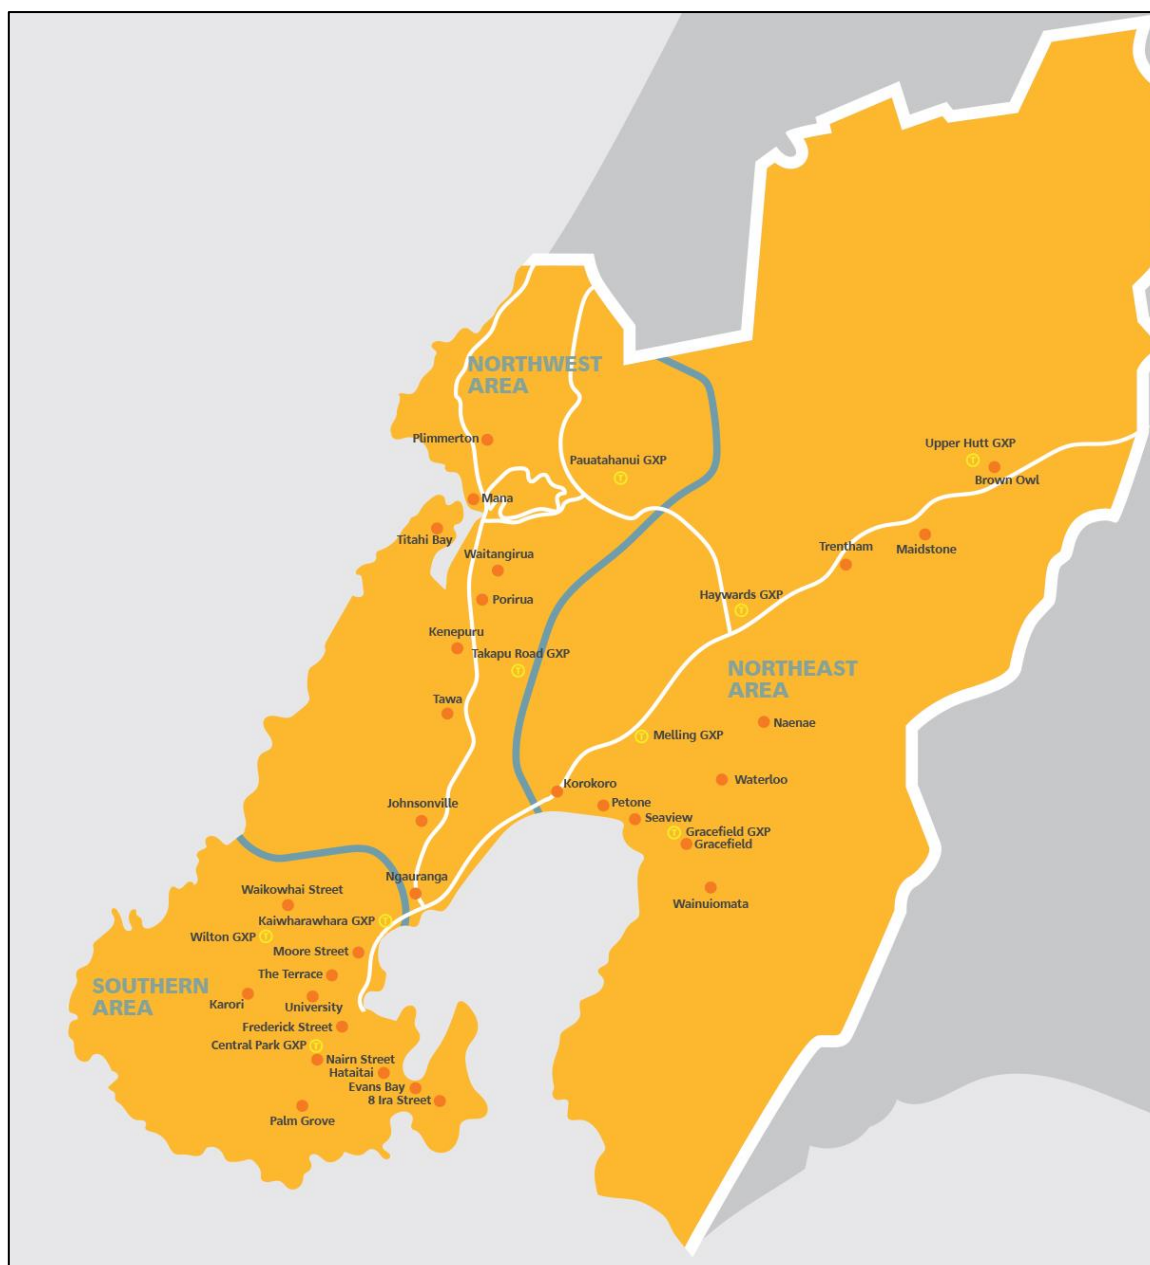 NORTHWEST
AREA
Plimmerton
Upper Hutt GXP
Pauatahanui GXP
Brown Owl
Mana
Titahi Bay
Trentham
Maidstone
Waitangirua
Haywards GXP
Porirua
Kenepuru
Takapu Road GXP
NORTHEAST
AREA
Tawa
Naenae
Melling GXP
Waterloo
Korokoro
Johnsonville
Petone
Seaview
Gracefield GXP
Gracefield
Ngauranga
Waikowhai Street
Wainuiomata
Kaiwharawhara GXP
Wilton GXP
Moore Street
The Terrace
SOUTHERN
AREA
Karori
University
Frederick Street
Central Park GXP
Nairn Street
Hataitai
Evans Bay
8 Ira Street
Palm Grove